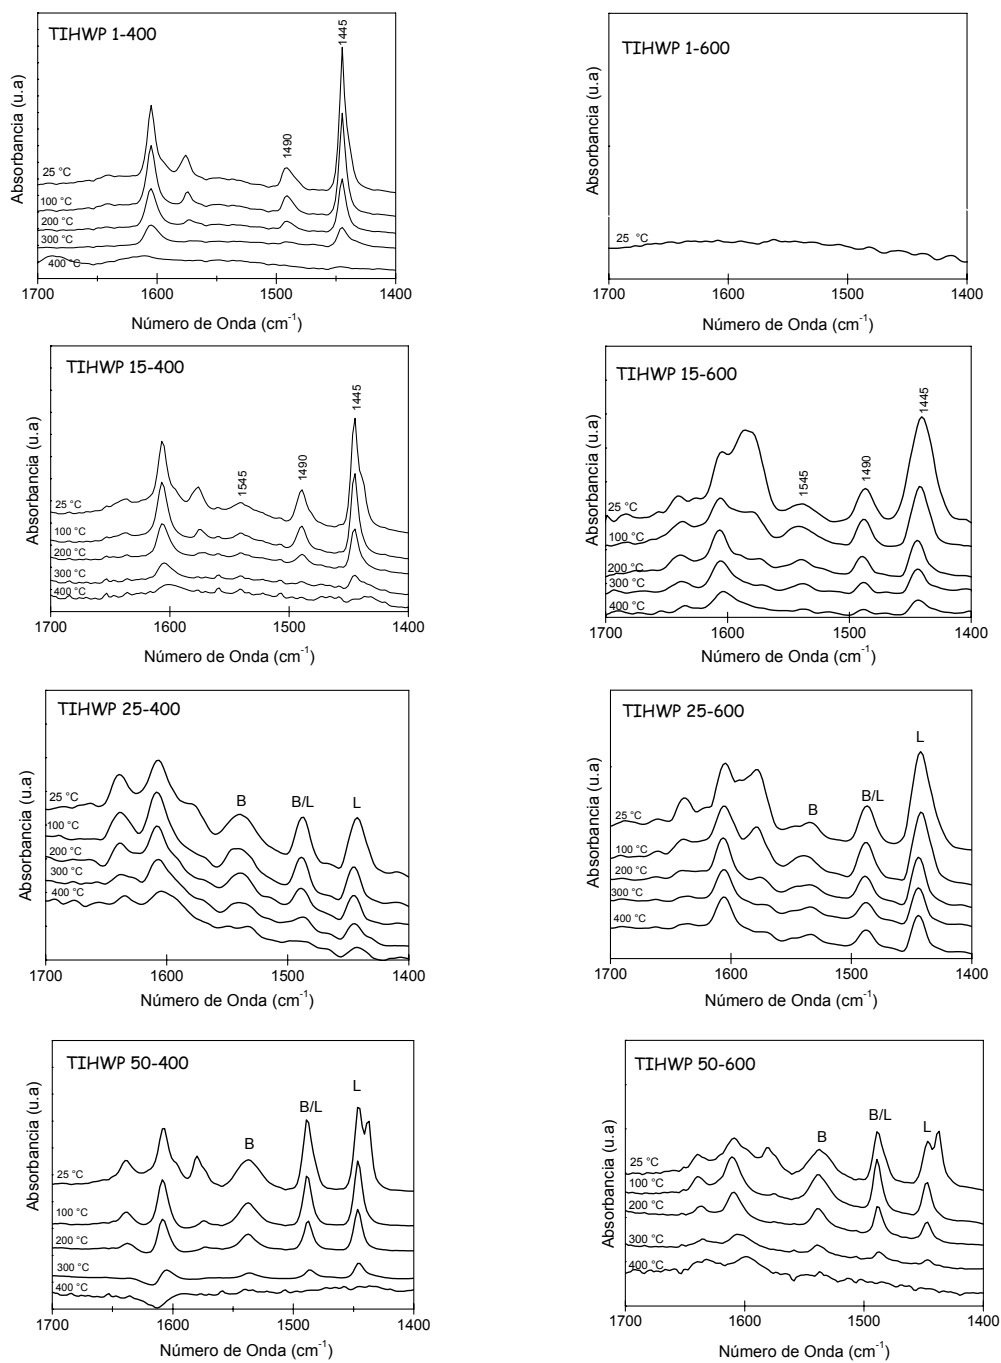 TIHWP 1-400
Absorbancia (u.a)
1445
1490
25 °C
100 °C
200 °C
300 °C
400 °C
1700 1600 1500 1400
Número de Onda (cm-1)
TIHWP 1-600
Absorbancia (u.a)
25 °C
1700 1600 1500 1400
Número de Onda (cm-1)
TIHWP 15-400
Absorbancia (u.a)
1445
1490
1545
25 °C
100 °C
200 °C
300 °C
400 °C
1700 1600 1500 1400
Número de Onda (cm-1)
TIHWP 15-600
Absorbancia (u.a)
1445
1490
1545
25 °C
100 °C
200 °C
300 °C
400 °C
1700 1600 1500 1400
Número de Onda (cm-1)
TIHWP 25-400
Absorbancia (u.a)
B B/L L
25 °C
100 °C
200 °C
300 °C
400 °C
1700 1600 1500 1400
Número de Onda (cm-1)
TIHWP 25-600
Absorbancia (u.a)
L
B B/L
25 °C
100 °C
200 °C
300 °C
400 °C
1700 1600 1500 1400
Número de Onda (cm-1)
TIHWP 50-400
Absorbancia (u.a)
L
B/L
B
25 °C
100 °C
200 °C
300 °C
400 °C
1700 1600 1500 1400
Número de Onda (cm-1)
TIHWP 50-600
Absorbancia (u.a)
B/L
L
B
25 °C
100 °C
200 °C
300 °C
400 °C
1700 1600 1500 1400
Número de Onda (cm-1)